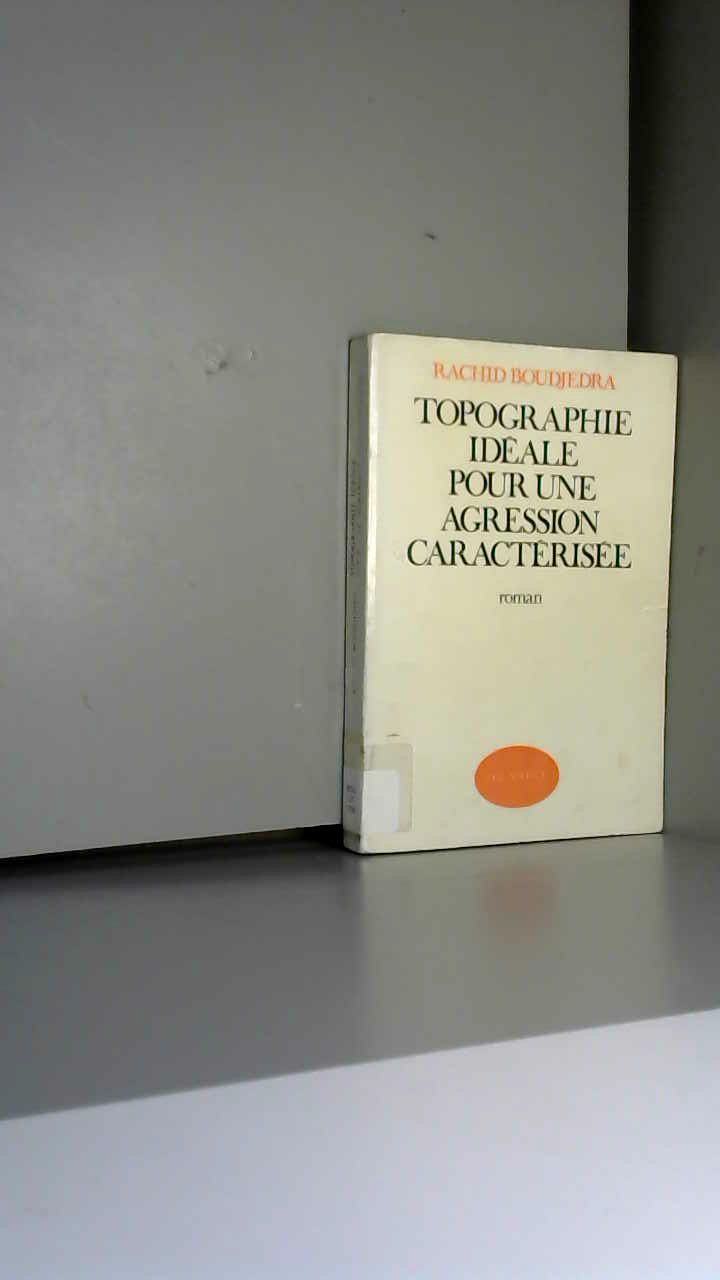 RACHID BOUDJEDRA
TOPOGRAPHIE
IDÉALE
POUR UNE
AGRESSION
CARACTÉRISÉE
roman